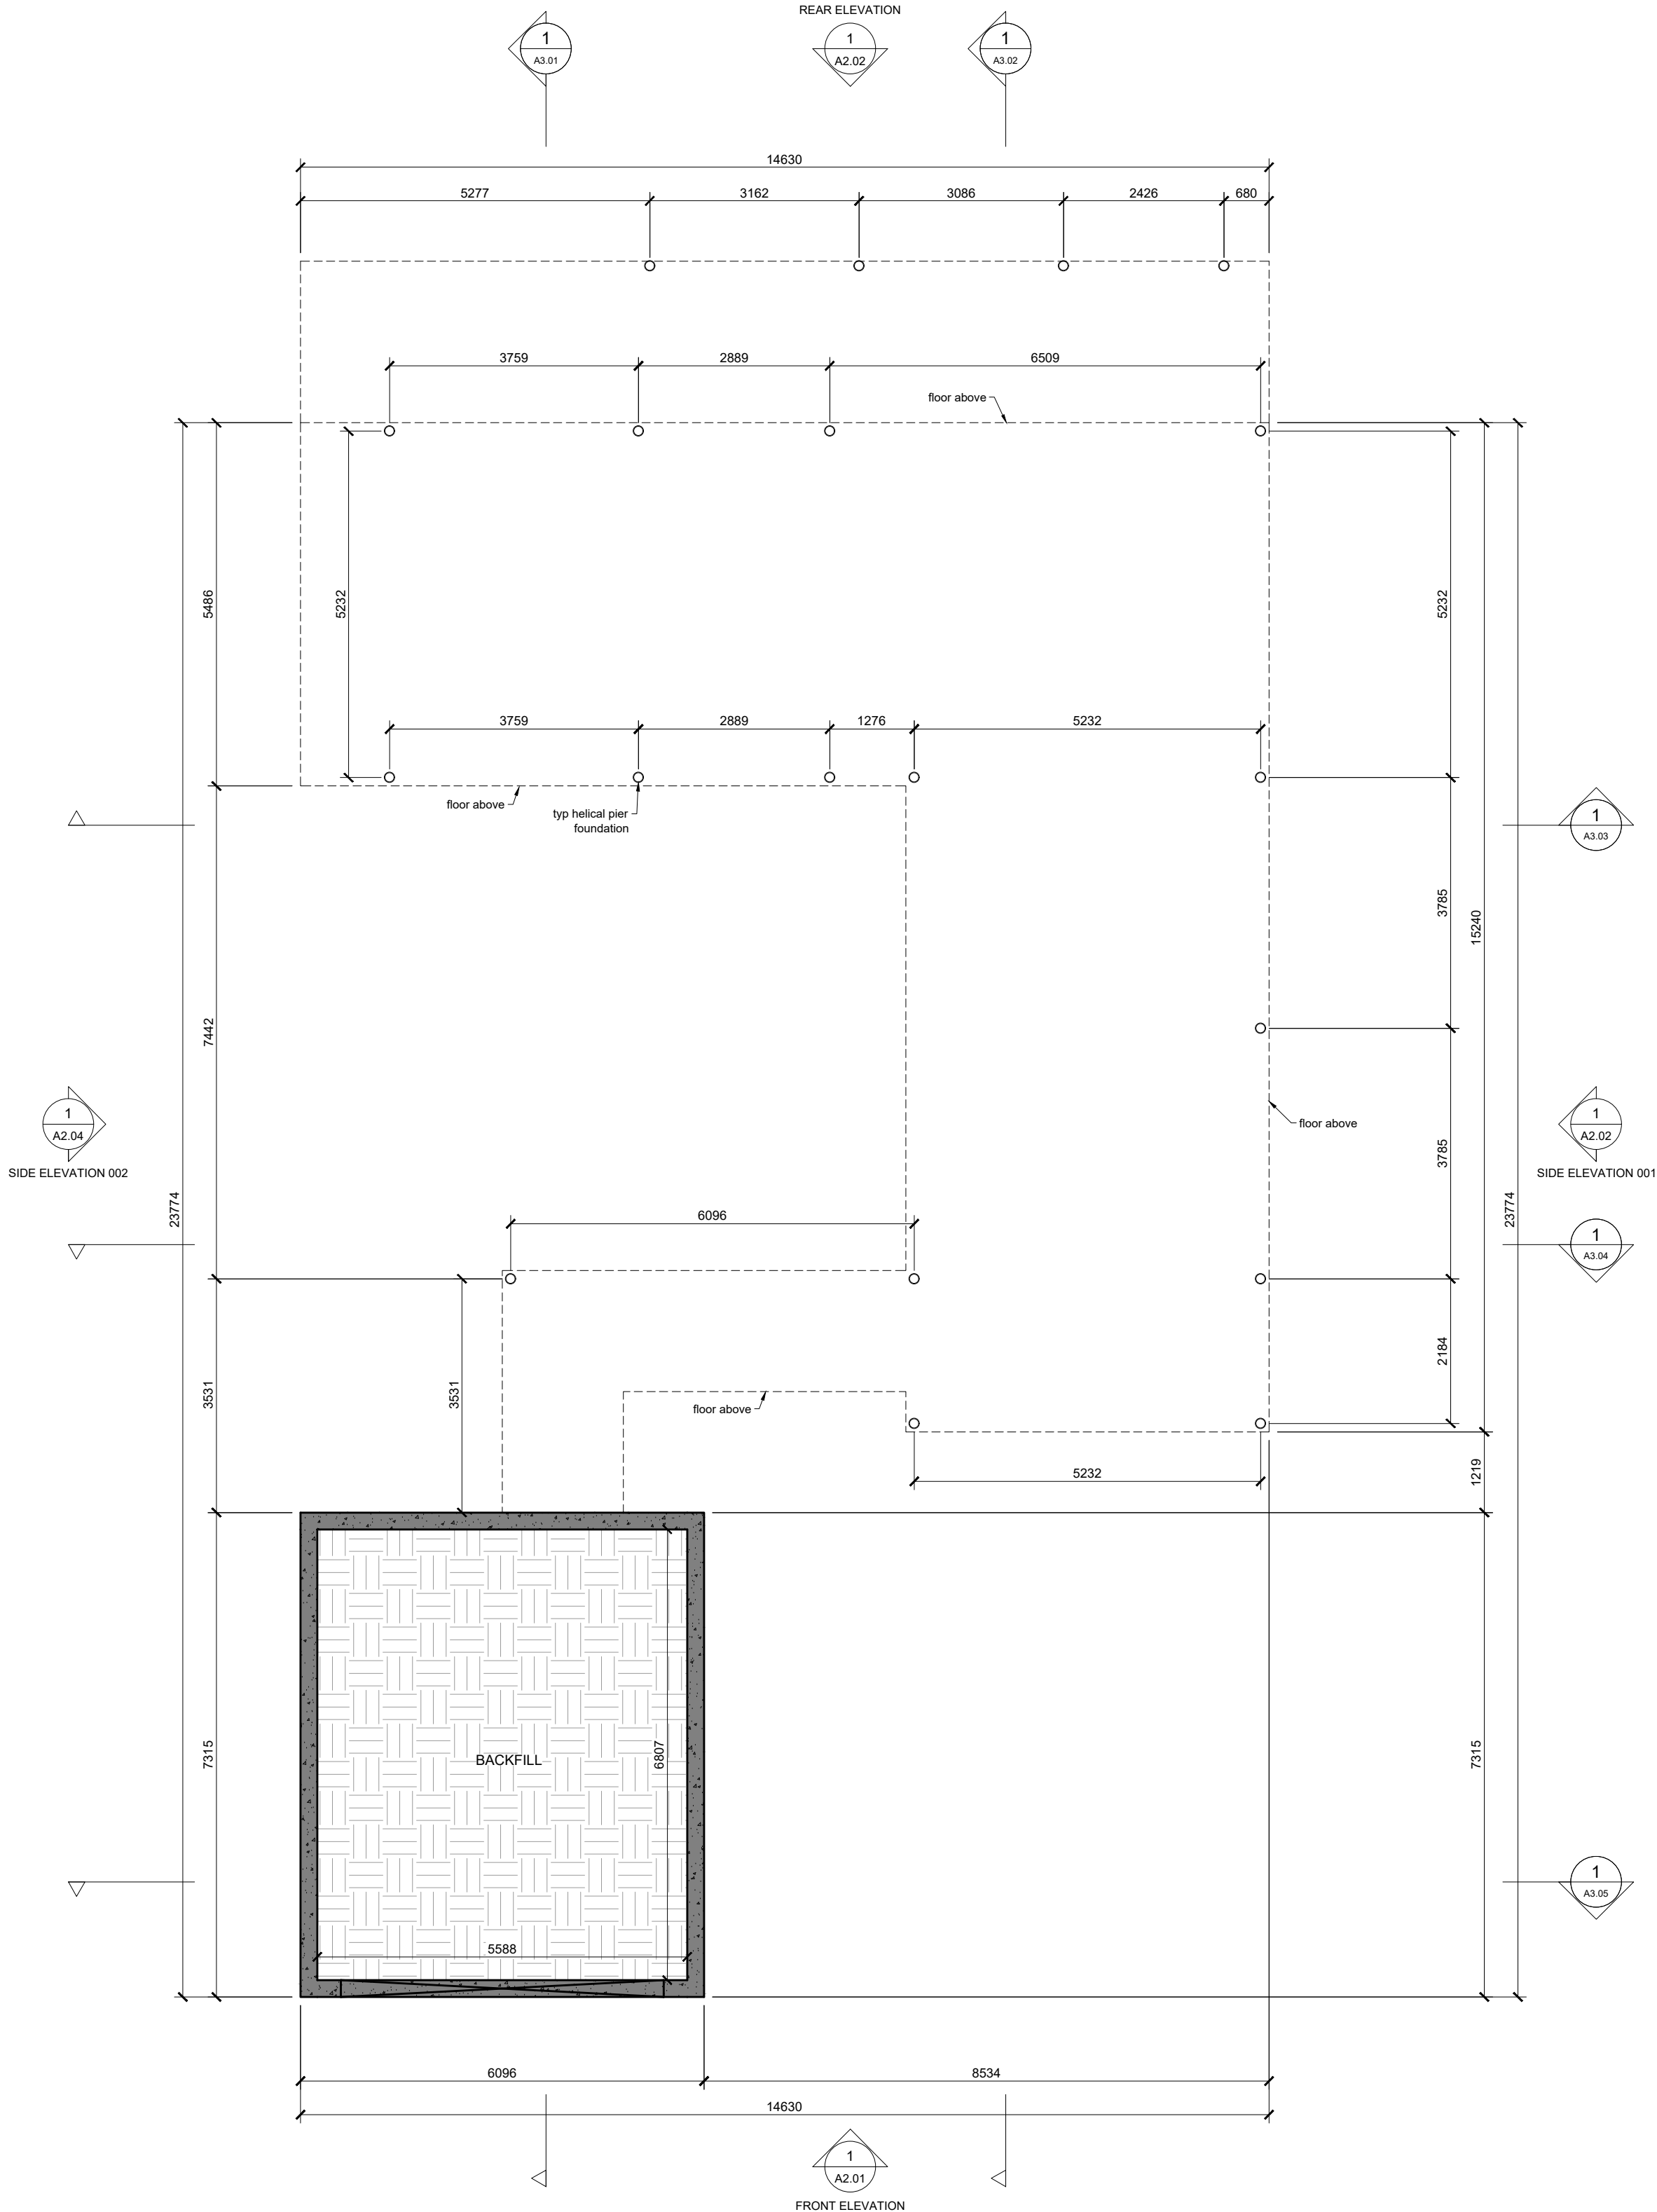 REAR ELEVATION
1
A3.01
1
A2.02
1
A3.02
14630
5277
3162
3086
2426
680
3759
2889
6509
floor above
5486
5232
5232
3759
2889
1276
5232
floor above
typ helical pier
foundation
1
A3.03
3785
15240
7442
1
A2.04
SIDE ELEVATION 002
floor above
3785
1
A2.02
SIDE ELEVATION 001
23774
23774
6096
1
A3.04
3531
3531
floor above
2184
5232
1219
7315
BACKFILL
6807
7315
5588
1
A3.05
6096
8534
14630
1
A2.01
FRONT ELEVATION